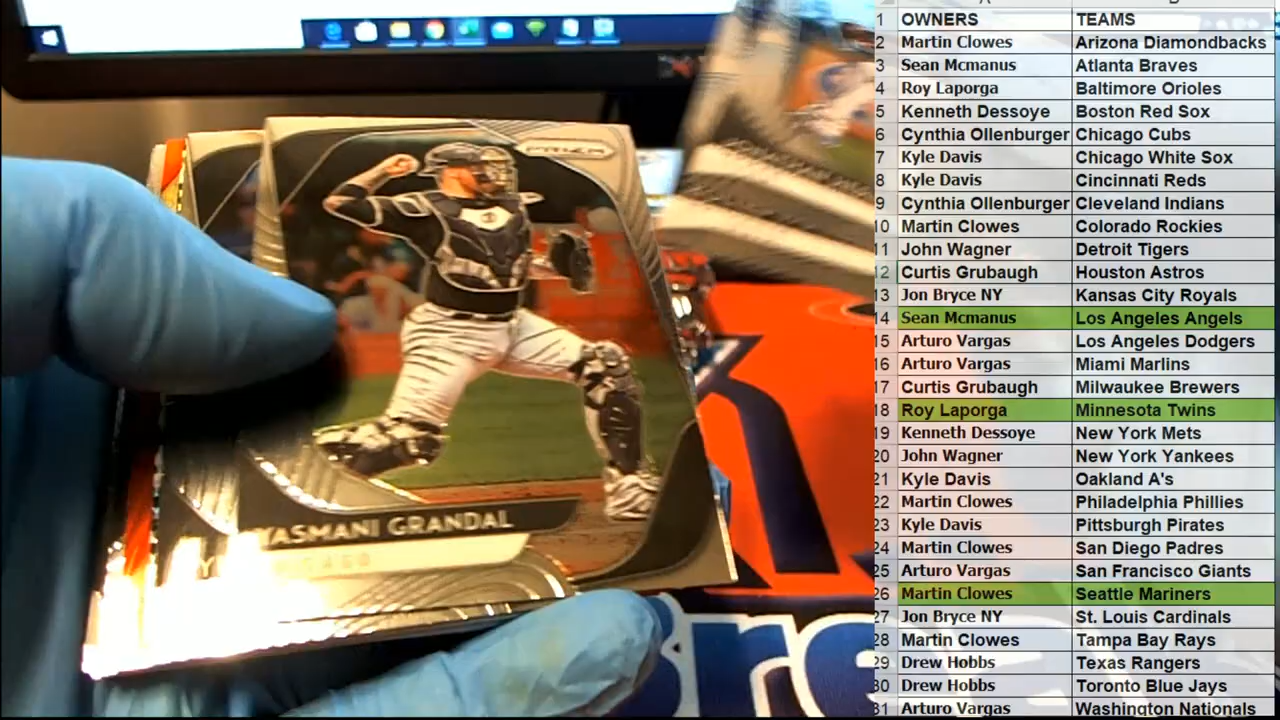 PRIZM
YASMANI GRANDAL
CHICAGO
Bre
1 OWNERS TEAMS
2 Martin Clowes Arizona Diamondbacks
3 Sean Mcmanus Atlanta Braves
4 Roy Laporga Baltimore Orioles
5 Kenneth Dessoye Boston Red Sox
6 Cynthia Ollenburger Chicago Cubs
7 Kyle Davis Chicago White Sox
8 Kyle Davis Cincinnati Reds
9 Cynthia Ollenburger Cleveland Indians
10 Martin Clowes Colorado Rockies
11 John Wagner Detroit Tigers
12 Curtis Grubaugh Houston Astros
13 Jon Bryce NY Kansas City Royals
14 Sean Mcmanus Los Angeles Angels
15 Arturo Vargas Los Angeles Dodgers
16 Arturo Vargas Miami Marlins
17 Curtis Grubaugh Milwaukee Brewers
18 Roy Laporga Minnesota Twins
19 Kenneth Dessoye New York Mets
20 John Wagner New York Yankees
21 Kyle Davis Oakland A's
22 Martin Clowes Philadelphia Phillies
23 Kyle Davis Pittsburgh Pirates
24 Martin Clowes San Diego Padres
25 Arturo Vargas San Francisco Giants
26 Martin Clowes Seattle Mariners
27 Jon Bryce NY St. Louis Cardinals
28 Martin Clowes Tampa Bay Rays
29 Drew Hobbs Texas Rangers
30 Drew Hobbs Toronto Blue Jays
31 Arturo Vargas Washington Nationals